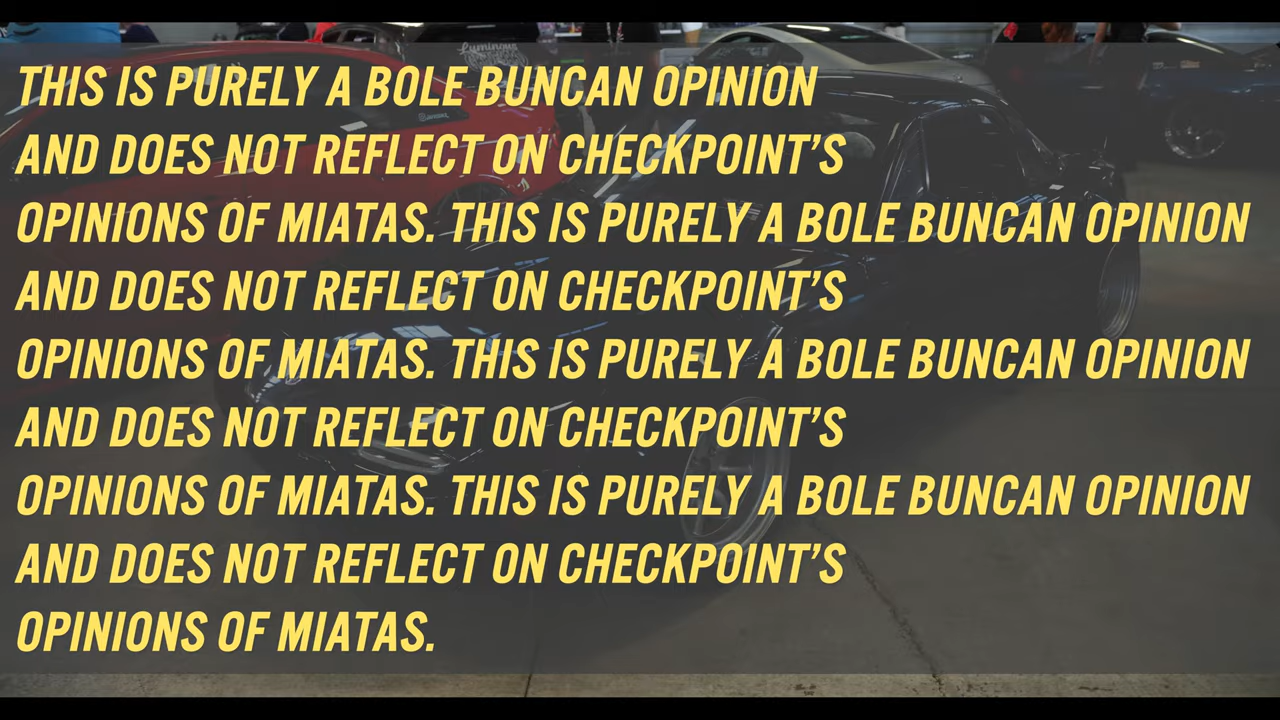 Luminous
THIS IS PURELY A BOLE BUNCAN OPINION
AND DOES NOT REFLECT ON CHECKPOINT’S
OPINIONS OF MIATAS. THIS IS PURELY A BOLE BUNCAN OPINION
AND DOES NOT REFLECT ON CHECKPOINT’S
OPINIONS OF MIATAS. THIS IS PURELY A BOLE BUNCAN OPINION
AND DOES NOT REFLECT ON CHECKPOINT’S
OPINIONS OF MIATAS. THIS IS PURELY A BOLE BUNCAN OPINION
AND DOES NOT REFLECT ON CHECKPOINT’S
OPINIONS OF MIATAS.